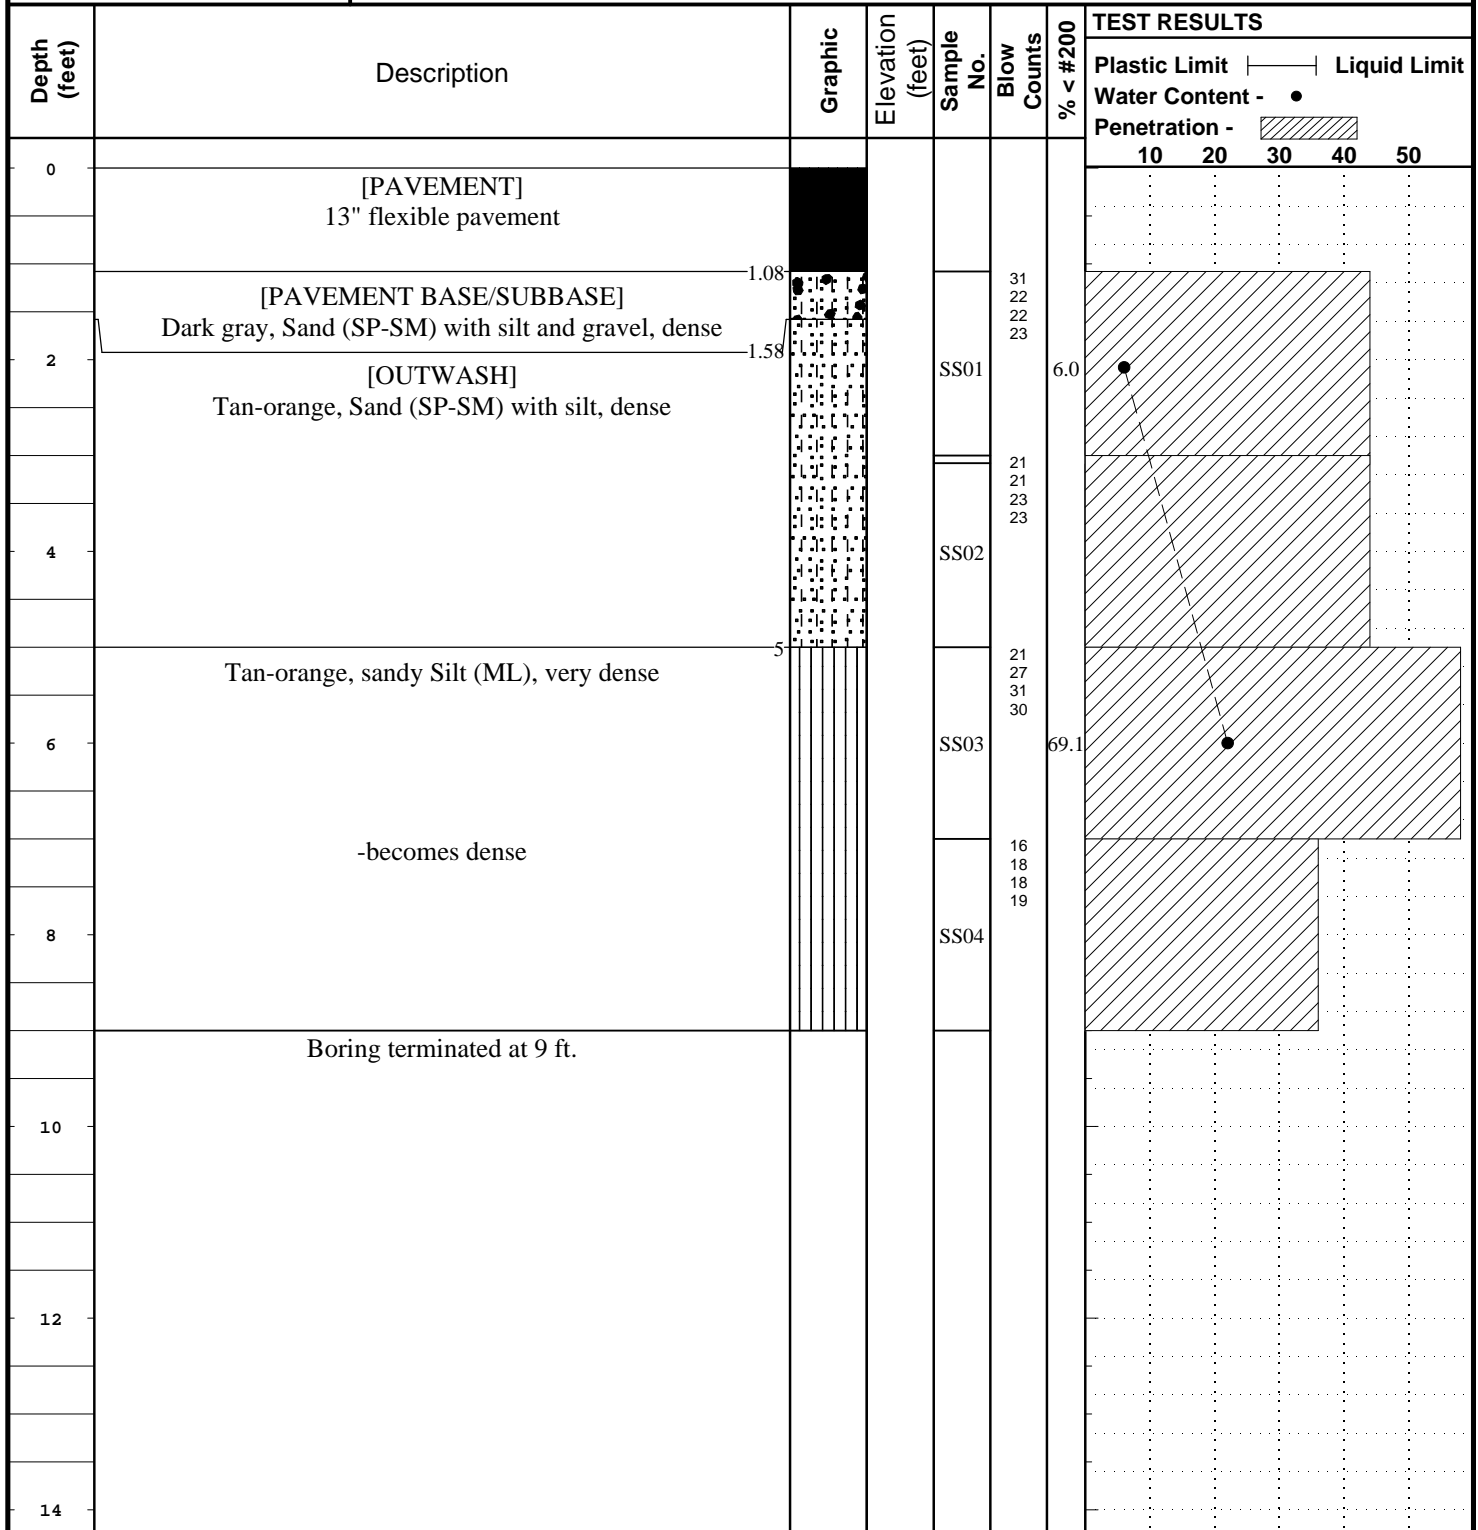 Depth (feet)
Description
Graphic
Elevation (feet)
Sample No.
Blow Counts
% < #200
TEST RESULTS
Plastic Limit
Liquid Limit
Water Content -
Penetration -
10 20 30 40 50
0
[PAVEMENT]
13" flexible pavement
1.08
[PAVEMENT BASE/SUBBASE]
Dark gray, Sand (SP-SM) with silt and gravel, dense
1.58
31
22
22
23
2
[OUTWASH]
Tan-orange, Sand (SP-SM) with silt, dense
SS01
6.0
21
21
23
23
4
SS02
5
Tan-orange, sandy Silt (ML), very dense
21
27
31
30
6
SS03
69.1
-becomes dense
16
18
18
19
8
SS04
Boring terminated at 9 ft.
10
12
14